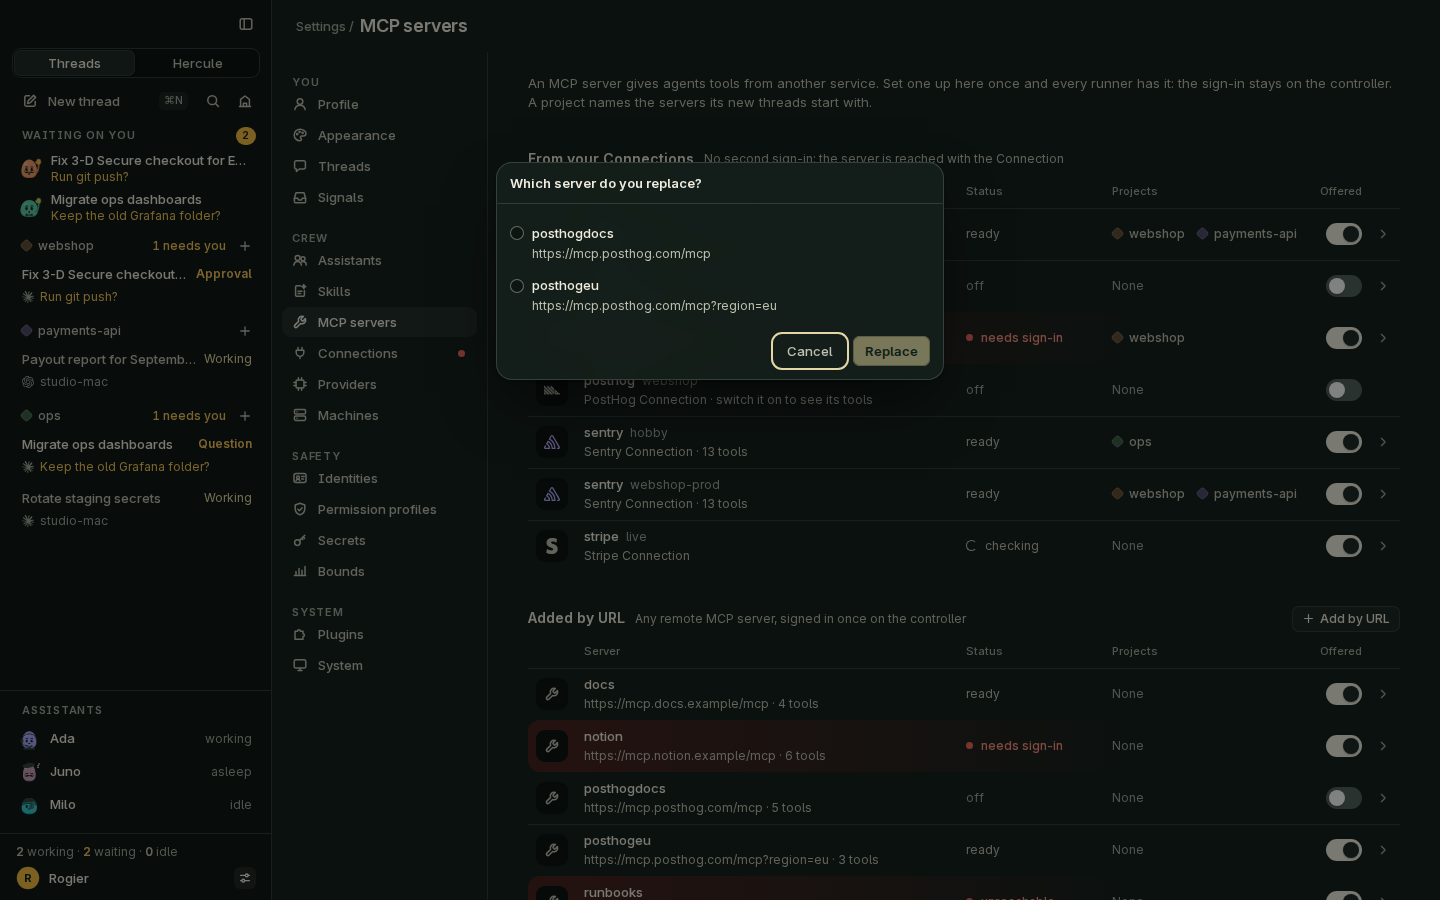 Settings / MCP servers
Threads
Hercule
New thread
⌘N
WAITING ON YOU
2
Fix 3-D Secure checkout for E...
Run git push?
Migrate ops dashboards
Keep the old Grafana folder?
webshop
1 needs you
Fix 3-D Secure checkout...
Approval
Run git push?
payments-api
Payout report for Septemb...
Working
studio-mac
ops
1 needs you
Migrate ops dashboards
Question
Keep the old Grafana folder?
Rotate staging secrets
Working
studio-mac
ASSISTANTS
Ada
working
Juno
asleep
Milo
idle
2 working · 2 waiting · 0 idle
R
Rogier
YOU
Profile
Appearance
Threads
Signals
CREW
Assistants
Skills
MCP servers
Connections
Providers
Machines
SAFETY
Identities
Permission profiles
Secrets
Bounds
SYSTEM
Plugins
System
An MCP server gives agents tools from another service. Set one up here once and every runner has it: the sign-in stays on the controller.
A project names the servers its new threads start with.
From your Connections
No second sign-in: the server is reached with the Connection
Status
Projects
Offered
ready
webshop
payments-api
off
None
needs sign-in
webshop
Which server do you replace?
posthogdocs
https://mcp.posthog.com/mcp
posthogeu
https://mcp.posthog.com/mcp?region=eu
Cancel
Replace
posthog webshop
PostHog Connection · switch it on to see its tools
off
None
sentry hobby
Sentry Connection · 13 tools
ready
ops
sentry webshop-prod
Sentry Connection · 13 tools
ready
webshop
payments-api
stripe live
Stripe Connection
checking
None
Added by URL
Any remote MCP server, signed in once on the controller
Add by URL
Server
Status
Projects
Offered
docs
https://mcp.docs.example/mcp · 4 tools
ready
None
notion
https://mcp.notion.example/mcp · 6 tools
needs sign-in
None
posthogdocs
https://mcp.posthog.com/mcp · 5 tools
off
None
posthogeu
https://mcp.posthog.com/mcp?region=eu · 3 tools
ready
None
runbooks